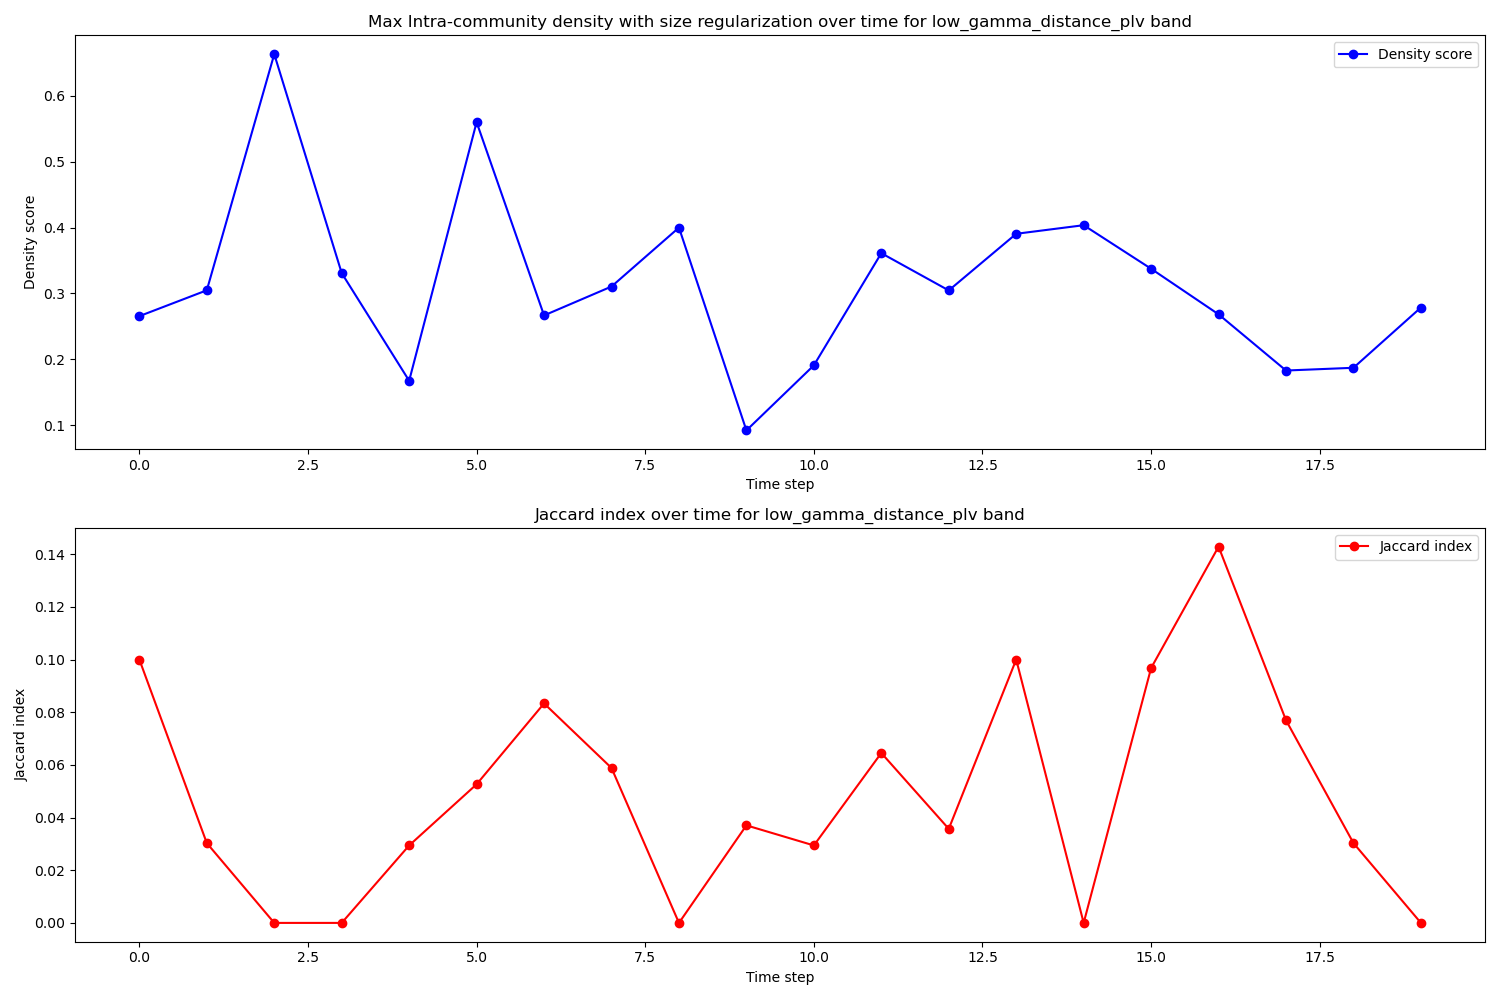 Max Intra-community density with size regularization over time for low_gamma_distance_plv band
Density score
0.6
0.5
0.4
0.3
0.2
0.1
Density score
0.0 2.5 5.0 7.5 10.0 12.5 15.0 17.5
Time step
Jaccard index over time for low_gamma_distance_plv band
Jaccard index
0.14
0.12
0.10
0.08
0.06
0.04
0.02
0.00
Jaccard index
0.0 2.5 5.0 7.5 10.0 12.5 15.0 17.5
Time step